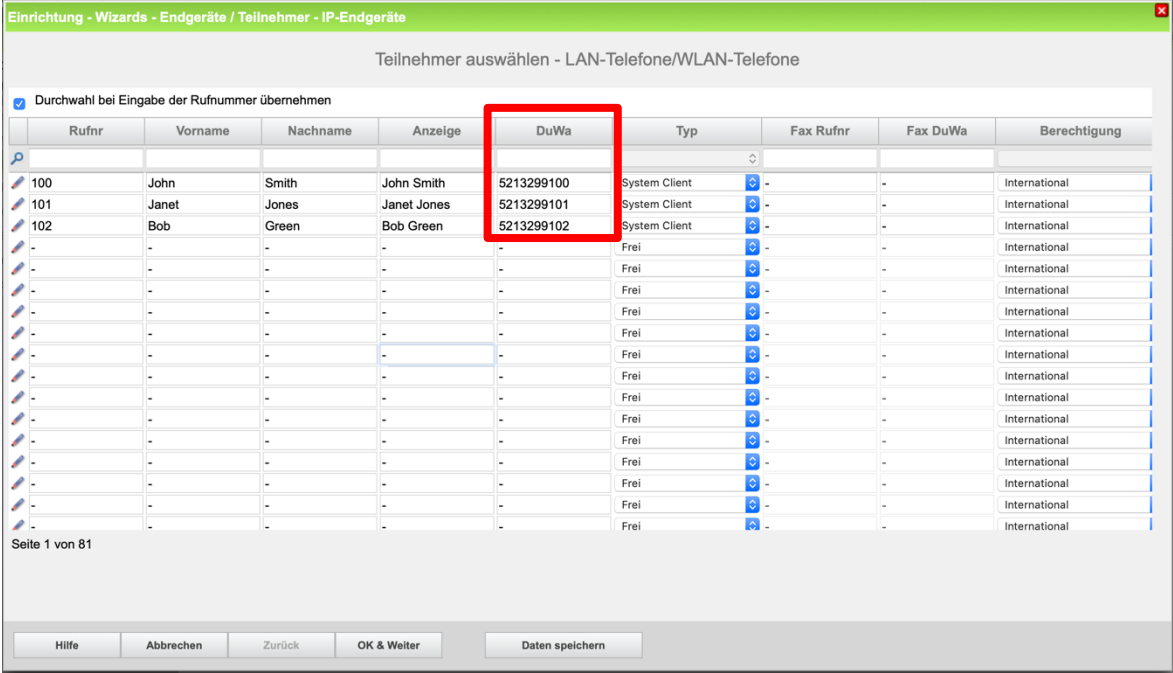 Einrichtung - Wizards - Endgeräte / Teilnehmer - IP-Endgeräte
Teilnehmer auswählen - LAN-Telefone/WLAN-Telefone
Durchwahl bei Eingabe der Rufnummer übernehmen
Rufnr Vorname Nachname Anzeige DuWa Typ Fax Rufnr Fax DuWa Berechtigung
100 John Smith John Smith 5213299100 System Client - - International
101 Janet Jones Janet Jones 5213299101 System Client - - International
102 Bob Green Bob Green 5213299102 System Client - - International
- - - - - Frei - - International
- - - - - Frei - - International
- - - - - Frei - - International
- - - - - Frei - - International
- - - - - Frei - - International
- - - - - Frei - - International
- - - - - Frei - - International
- - - - - Frei - - International
- - - - - Frei - - International
- - - - - Frei - - International
- - - - - Frei - - International
- - - - - Frei - - International
- - - - - Frei - - International
- - - - - Frei - - International
Seite 1 von 81
Hilfe Abbrechen Zurück OK & Weiter Daten speichern